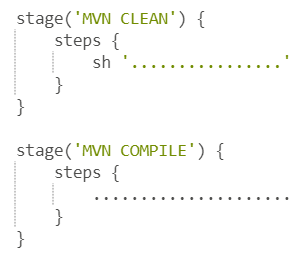 stage('MVN CLEAN') {
steps {
sh '................'
}
}
stage('MVN COMPILE') {
steps {
.....................
}
}